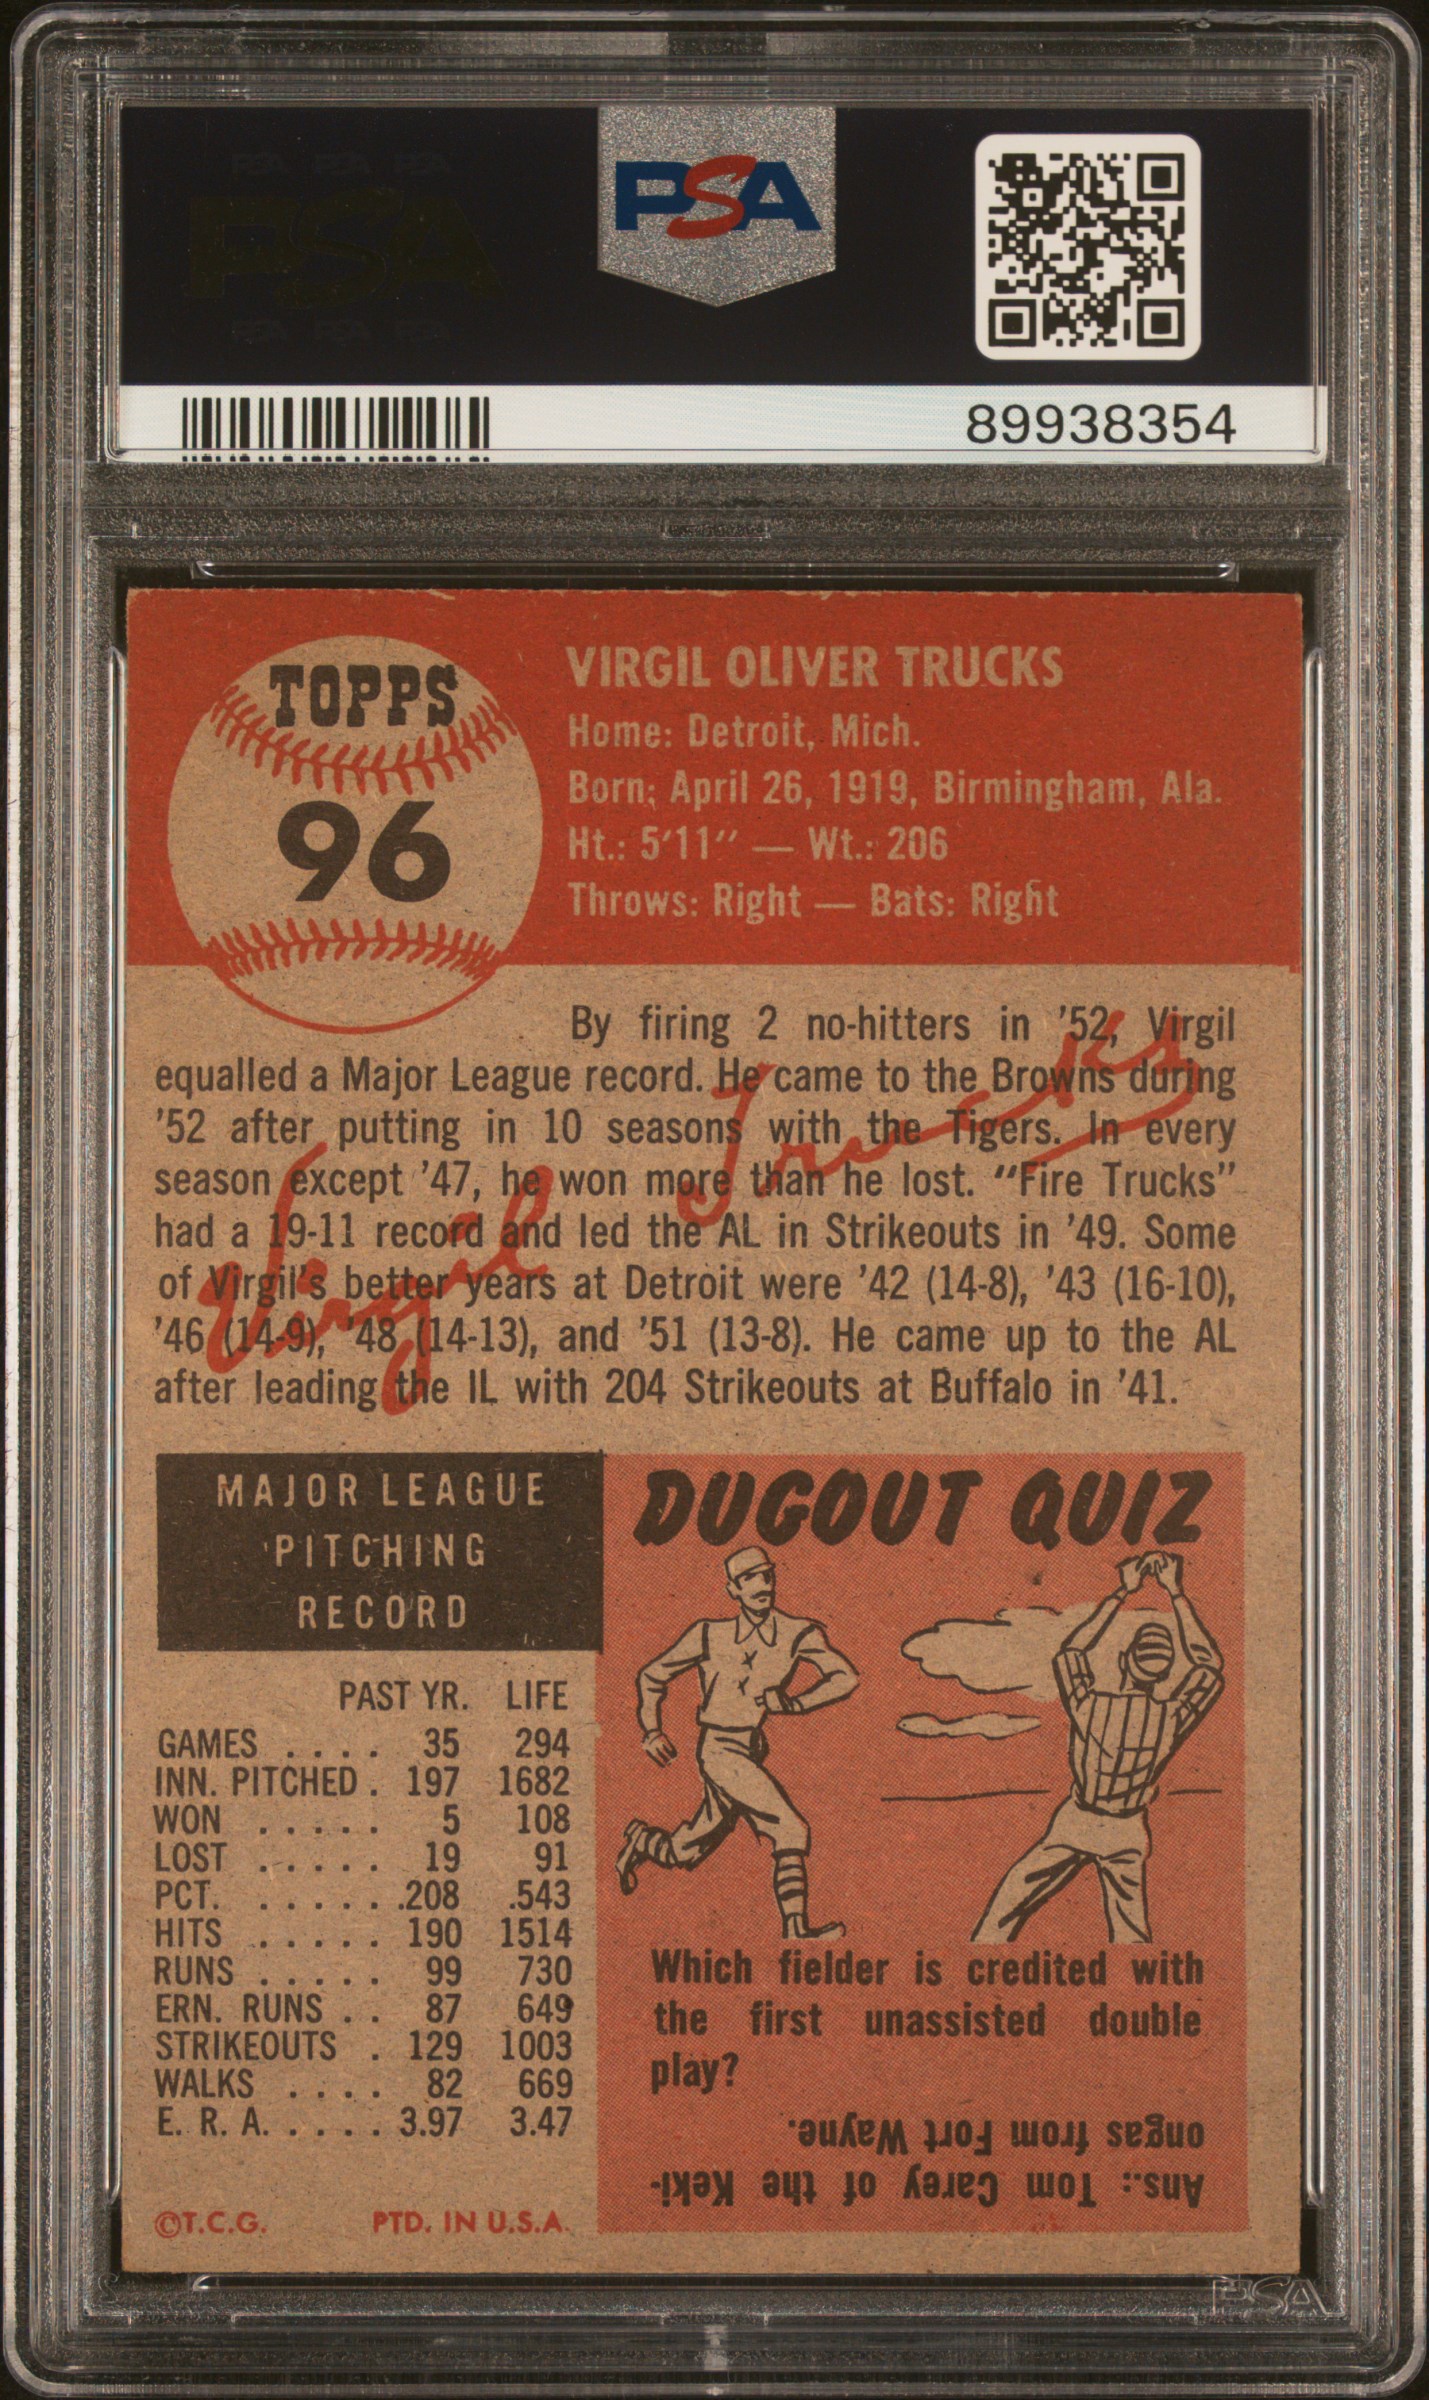 PSA PSA PSA
PSA
PSA PSA PSA
PSA
89938354
TOPPS
96
VIRGIL OLIVER TRUCKS
Home: Detroit, Mich.
Born: April 26, 1919, Birmingham, Ala.
Ht.: 5'11'' — Wt.: 206
Throws: Right — Bats: Right
By firing 2 no-hitters in '52, Virgil
equalled a Major League record. He came to the Browns during
'52 after putting in 10 seasons with the Tigers. In every
season except '47, he won more than he lost. "Fire Trucks"
had a 19-11 record and led the AL in Strikeouts in '49. Some
of Virgil's better years at Detroit were '42 (14-8), '43 (16-10),
'46 (14-9), '48 (14-13), and '51 (13-8). He came up to the AL
after leading the IL with 204 Strikeouts at Buffalo in '41.
Virgil Trucks
MAJOR LEAGUE
PITCHING
RECORD
PAST YR. LIFE
GAMES . . . . 35 294
INN. PITCHED . 197 1682
WON . . . . . 5 108
LOST . . . . . 19 91
PCT. . . . . . .208 .543
HITS . . . . . 190 1514
RUNS . . . . . 99 730
ERN. RUNS . . 87 649
STRIKEOUTS . 129 1003
WALKS . . . . 82 669
E. R. A. . . . . 3.97 3.47
©T.C.G. PTD. IN U.S.A.
DUGOUT QUIZ
Which fielder is credited with
the first unassisted double
play?
Ans.: Tom Carey of the Keki-
ongas from Fort Wayne.
PSA